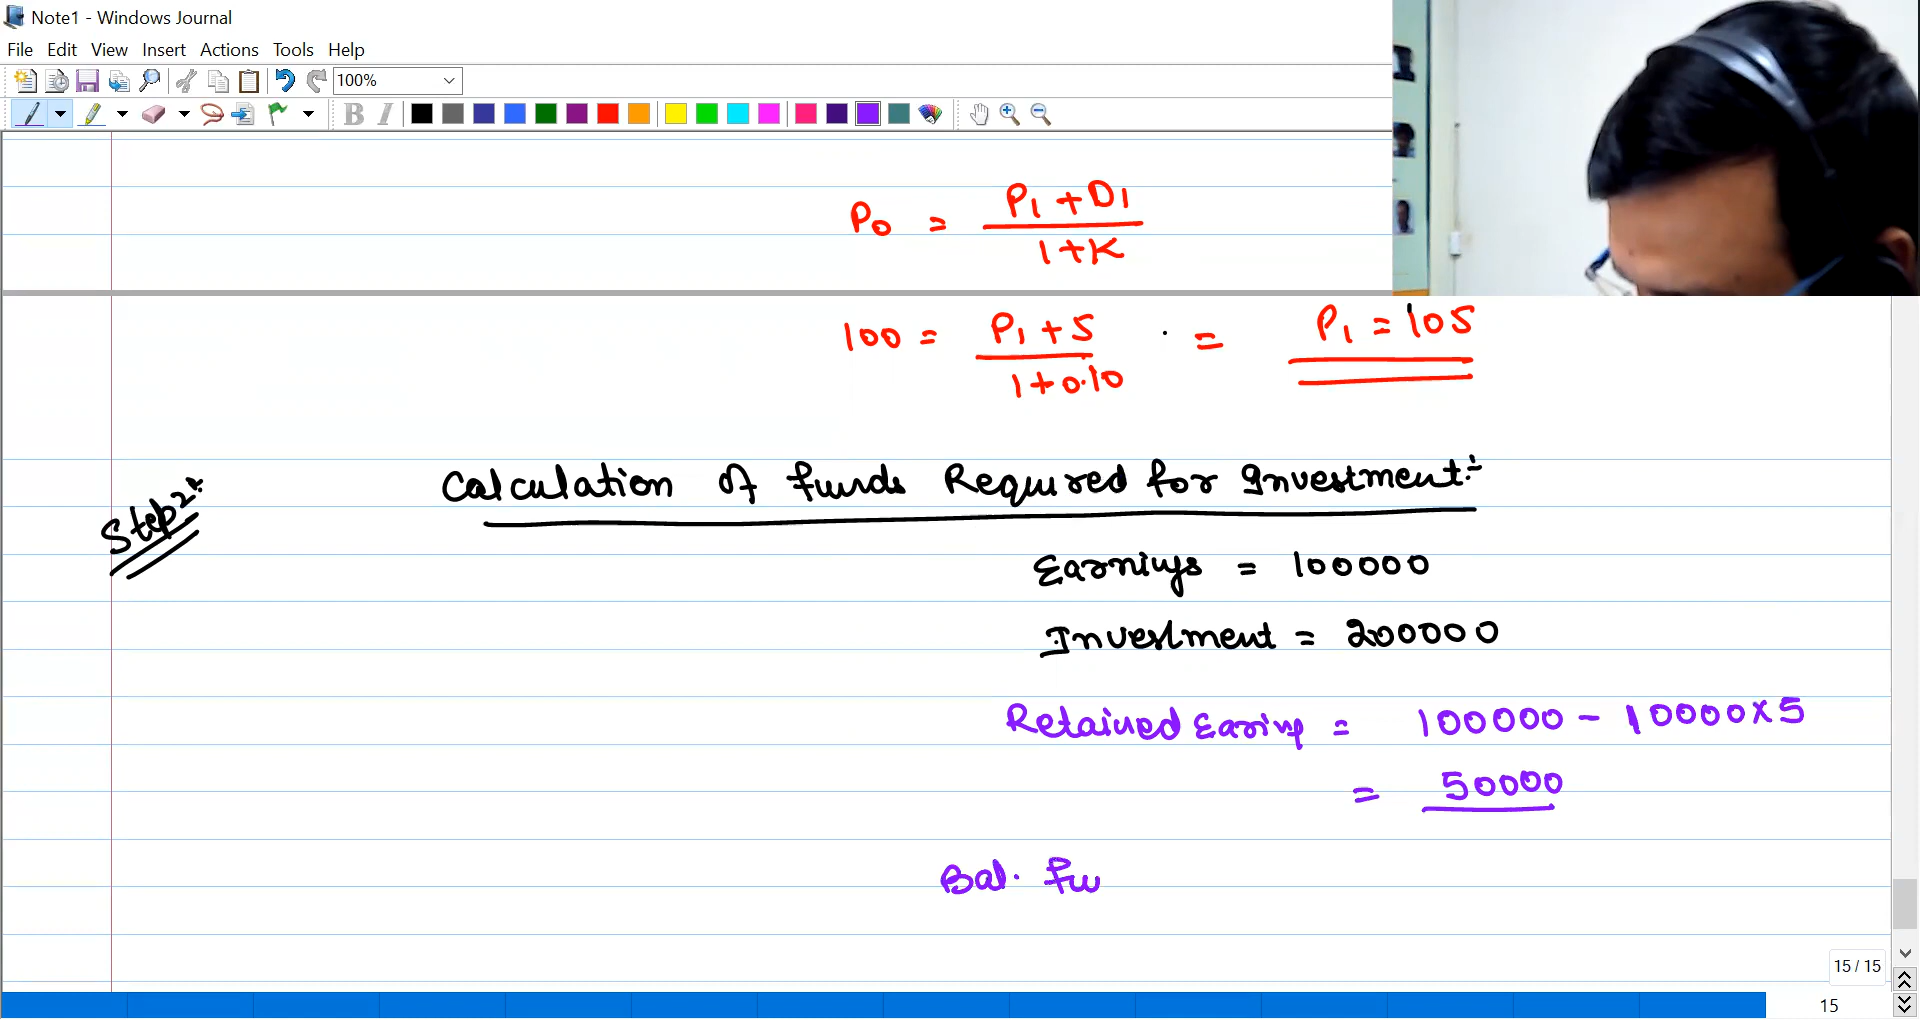 Note1 - Windows Journal
File Edit View Insert Actions Tools Help
100%
B I
P0 = P1 + D1
1 + K
100 = P1 + 5 = P1 = 105
1 + 0.10
Step 2:
Calculation of funds Required for Investment:-
Earnings = 100000
Investment = 200000
Retained Earing = 100000 - 10000 x 5
= 50000
Bal. fu
15 / 15
15